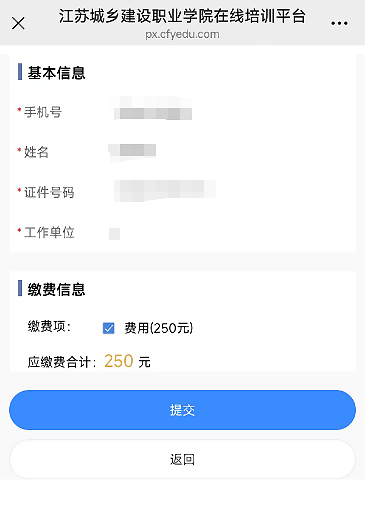 江苏城乡建设职业学院在线培训平台
px.cfyedu.com
基本信息
*手机号
*姓名
*证件号码
*工作单位
缴费信息
缴费项： 费用(250元)
应缴费合计：250 元
提交
返回